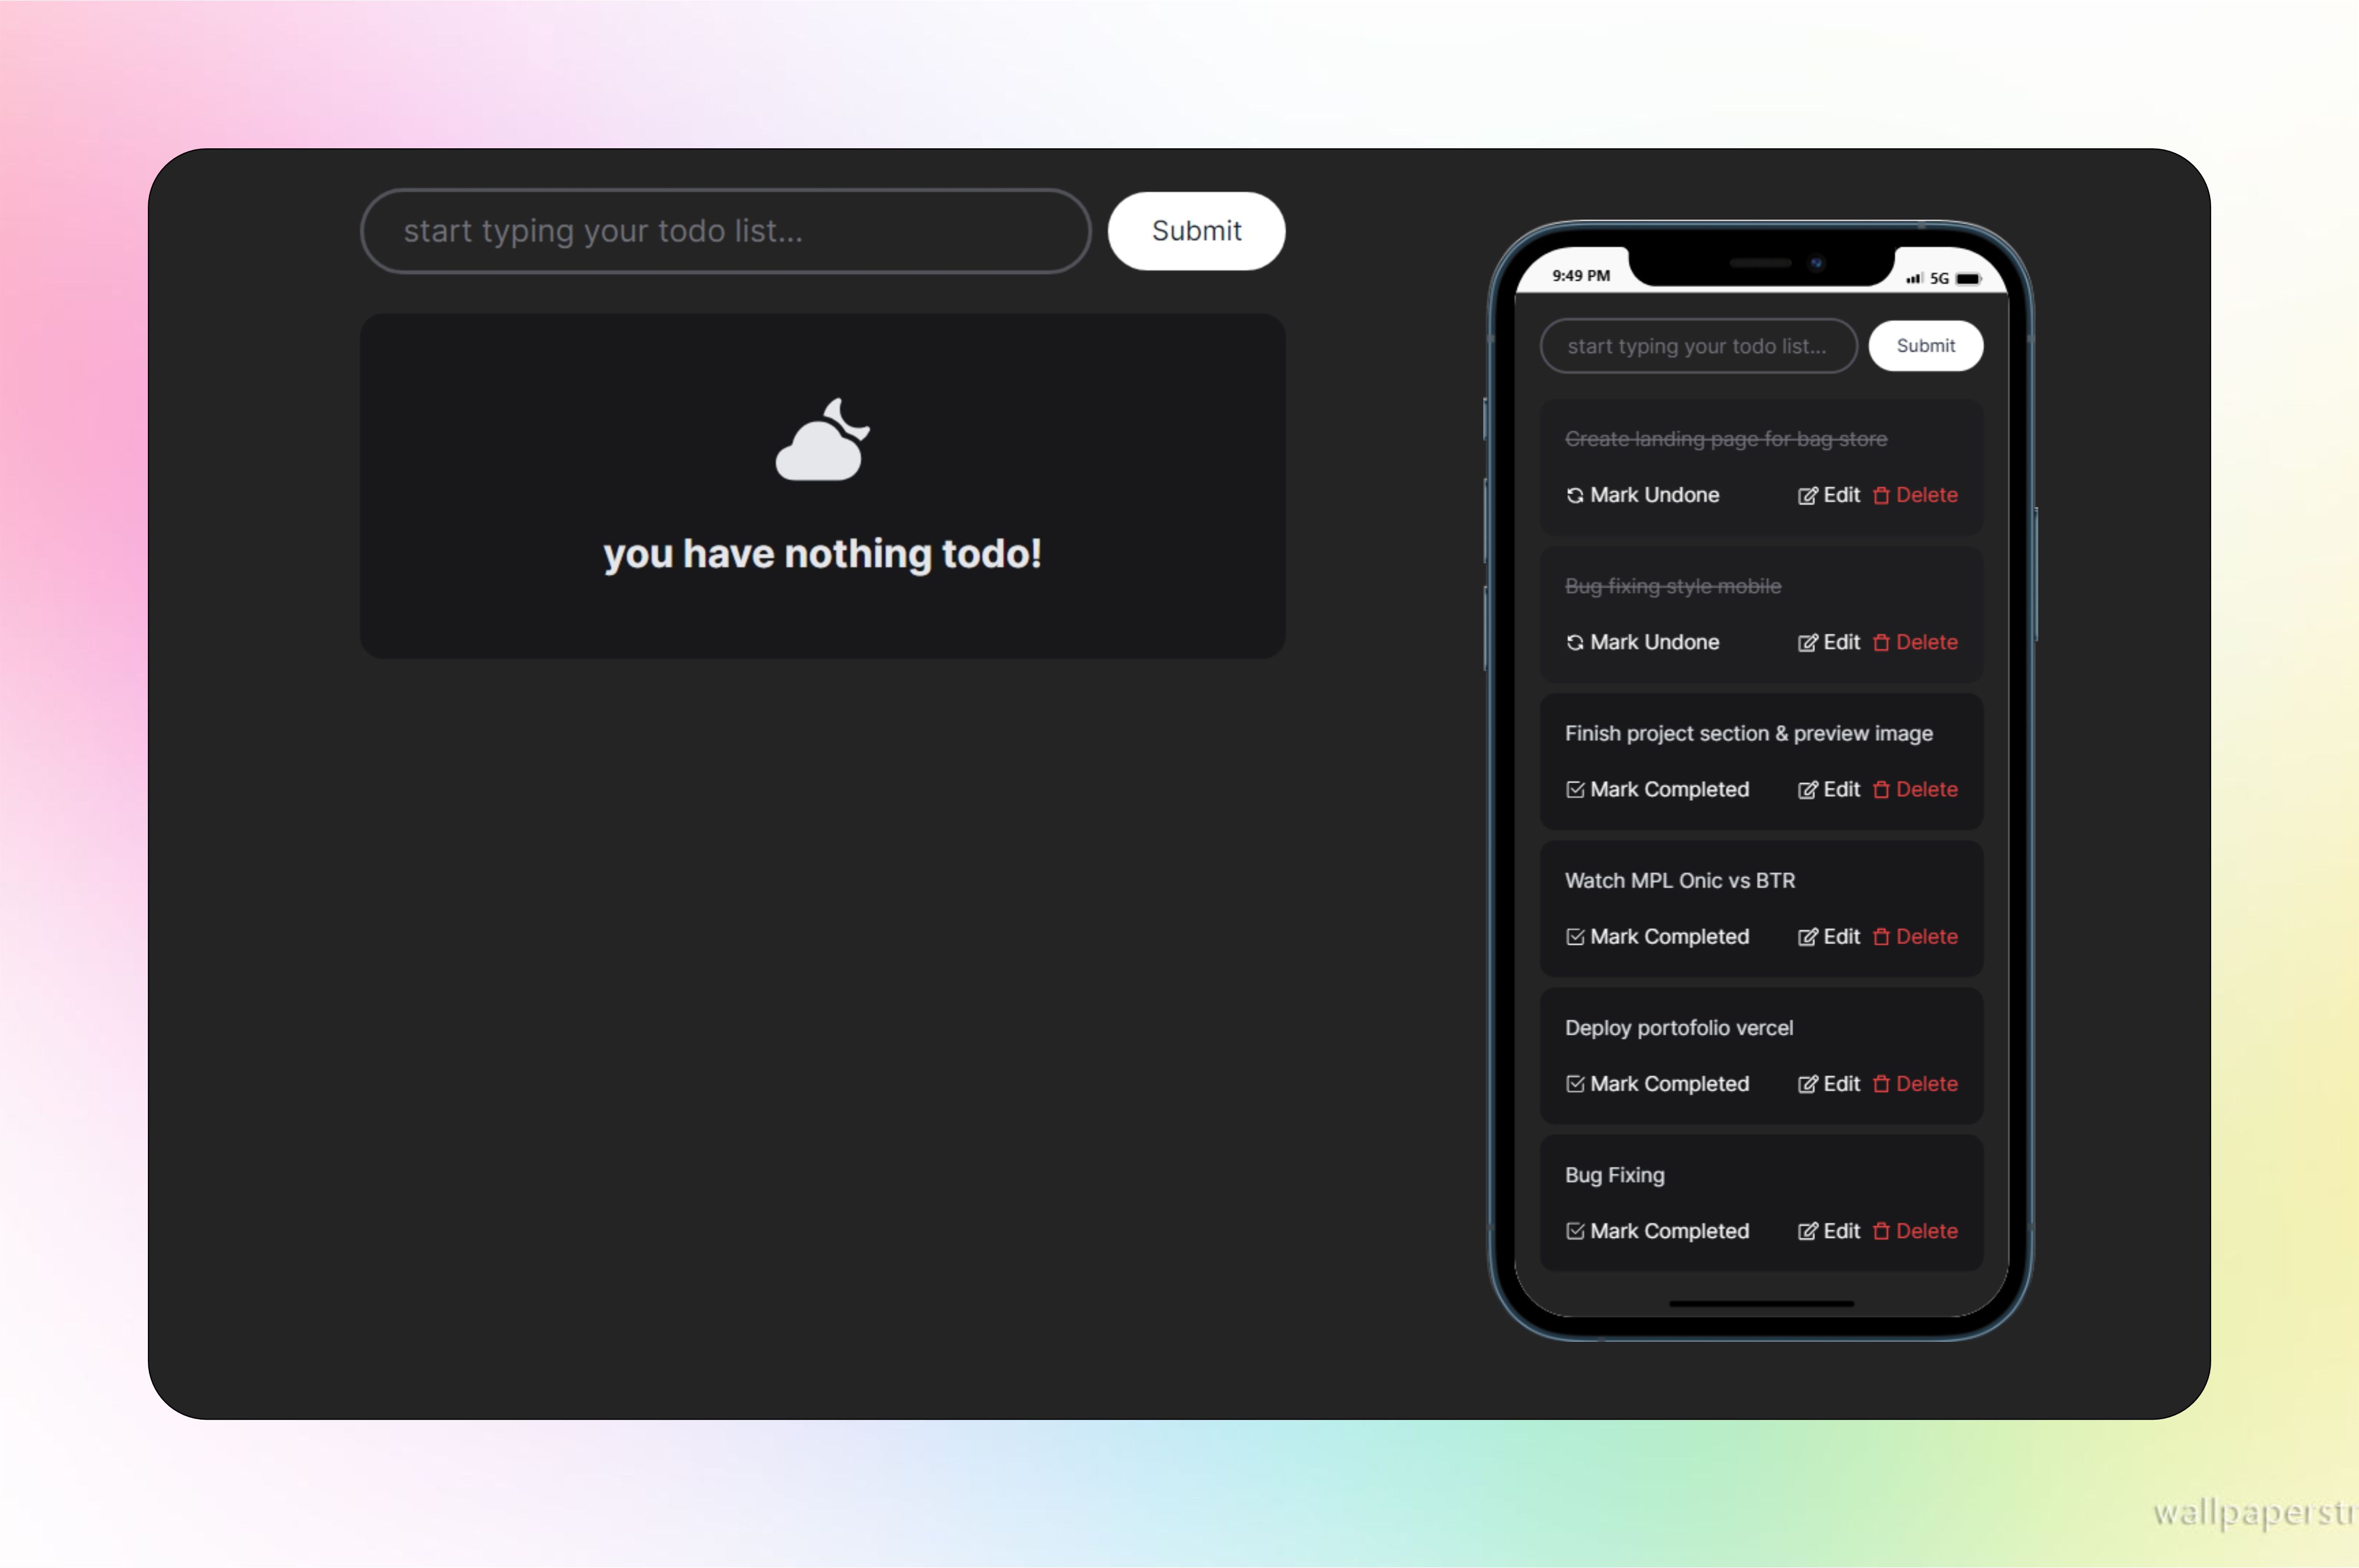 start typing your todo list...
Submit
you have nothing todo!
9:49 PM
5G
start typing your todo list...
Submit
Create landing page for bag store
Mark Undone Edit Delete
Bug fixing style mobile
Mark Undone Edit Delete
Finish project section & preview image
Mark Completed Edit Delete
Watch MPL Onic vs BTR
Mark Completed Edit Delete
Deploy portofolio vercel
Mark Completed Edit Delete
Bug Fixing
Mark Completed Edit Delete